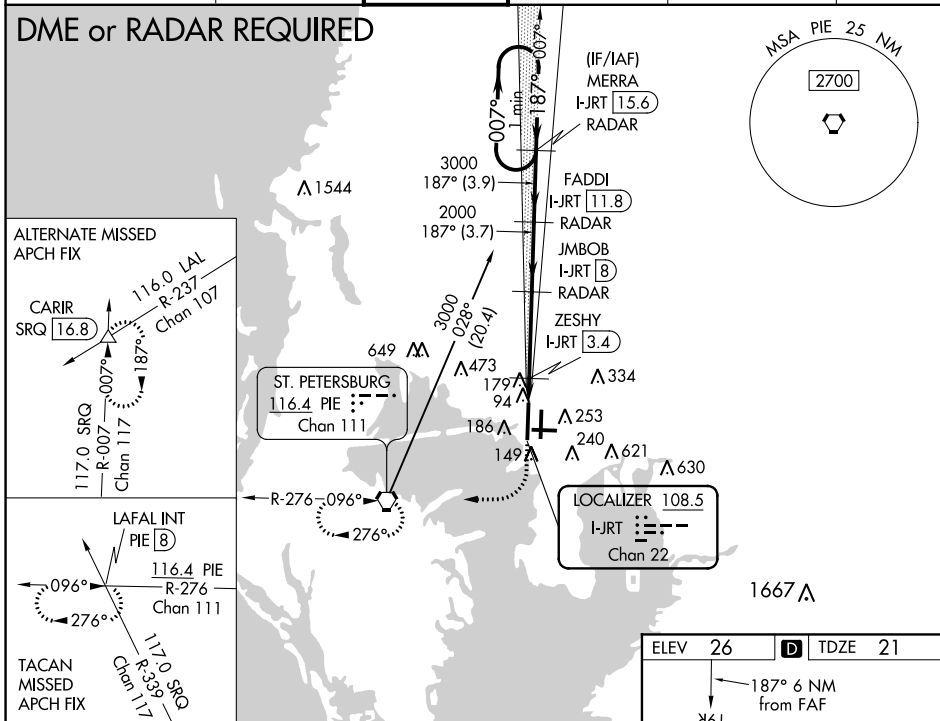 DME or RADAR REQUIRED
MSA PIE 25 NM
2700
(IF/IAF)
MERRA
I-JRT 15.6
RADAR
007°
1 min
187°
007°
3000
187° (3.9)
FADDI
I-JRT 11.8
RADAR
2000
187° (3.7)
JMBOB
I-JRT 8
RADAR
ZESHY
I-JRT 3.4
1544
3000
028°
(20.4)
649
473
179
94
334
186
253
149
240
621
630
1667
ST. PETERSBURG
116.4 PIE
Chan 111
R-276
096°
276°
LOCALIZER 108.5
I-JRT
Chan 22
ALTERNATE MISSED
APCH FIX
116.0 LAL
R-237
Chan 107
CARIR
SRQ 16.8
007°
187°
117.0 SRQ
R-007
Chan 117
LAFAL INT
PIE 8
096°
276°
116.4 PIE
R-276
Chan 111
117.0 SRQ
R-339
Chan 117
TACAN
MISSED
APCH FIX
ELEV 26
D
TDZE 21
187° 6 NM
from FAF